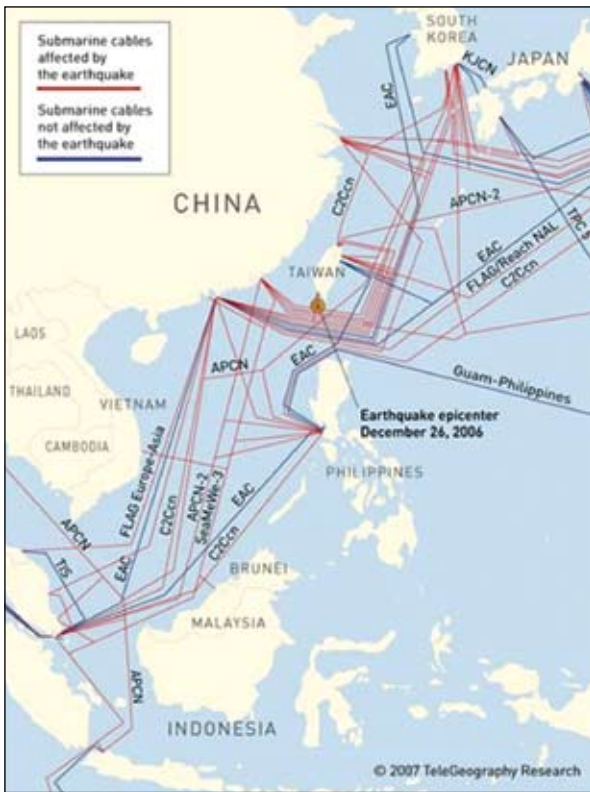 Submarine cables
affected by
the earthquake
Submarine cables
not affected by
the earthquake
SOUTH
KOREA
JAPAN
KJCN
EAC
CHINA
C2Ccn
APCN-2
TPC 5
EAC
FLAG/Reach NAL
C2Ccn
TAIWAN
LAOS
APCN
EAC
Guam-Philippines
THAILAND
VIETNAM
Earthquake epicenter
December 26, 2006
CAMBODIA
PHILIPPINES
FLAG Europe-Asia
C2Ccn
APCN-2
SeaMeWe-3
EAC
C2Ccn
APCN
TIS
EAC
BRUNEI
MALAYSIA
APCN
INDONESIA
© 2007 TeleGeography Research